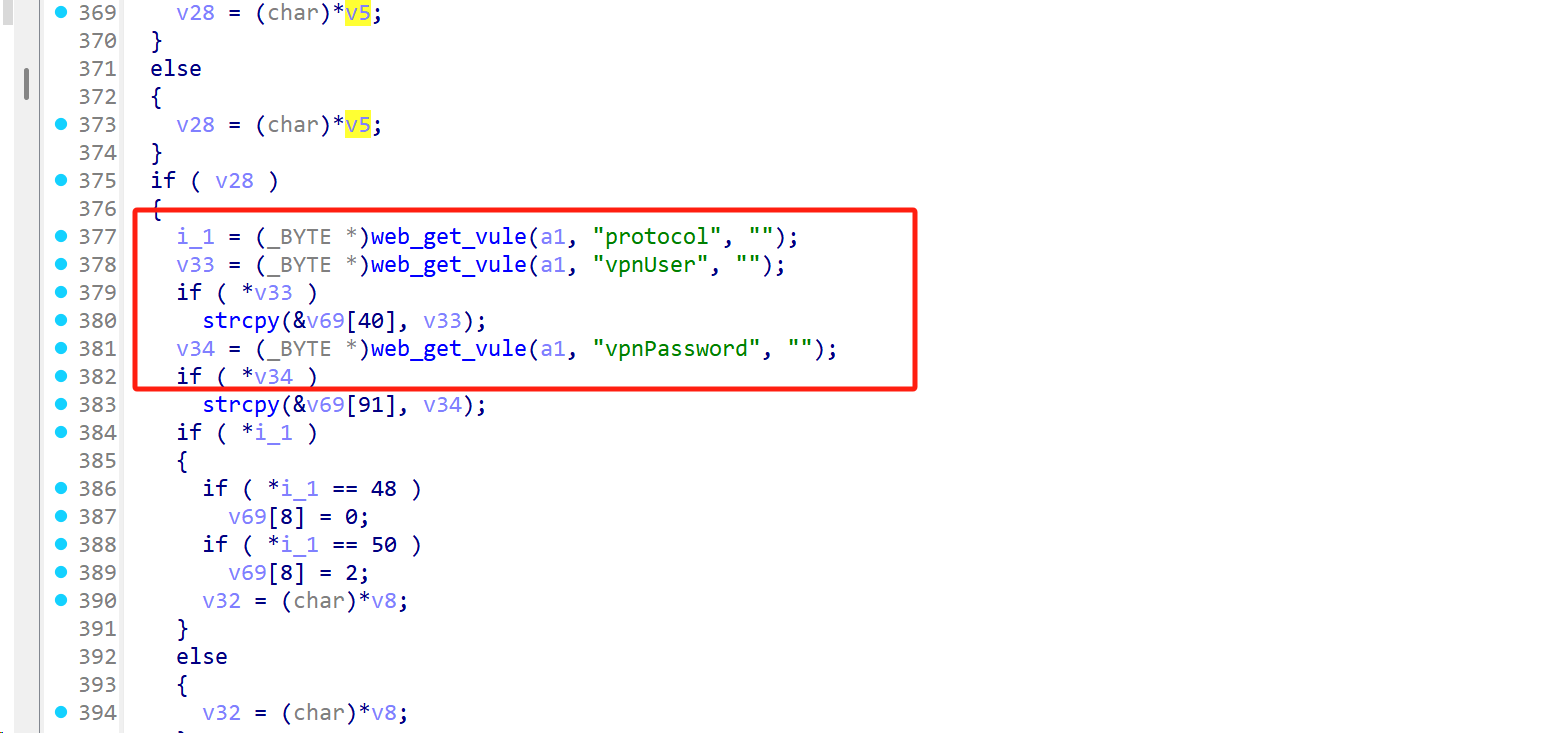 369 v28 = (char)*v5;
370 }
371 else
372 {
373 v28 = (char)*v5;
374 }
375 if ( v28 )
376 {
377 i_1 = (_BYTE *)web_get_vule(a1, "protocol", "");
378 v33 = (_BYTE *)web_get_vule(a1, "vpnUser", "");
379 if ( *v33 )
380 strcpy(&v69[40], v33);
381 v34 = (_BYTE *)web_get_vule(a1, "vpnPassword", "");
382 if ( *v34 )
383 strcpy(&v69[91], v34);
384 if ( *i_1 )
385 {
386 if ( *i_1 == 48 )
387 v69[8] = 0;
388 if ( *i_1 == 50 )
389 v69[8] = 2;
390 v32 = (char)*v8;
391 }
392 else
393 {
394 v32 = (char)*v8;